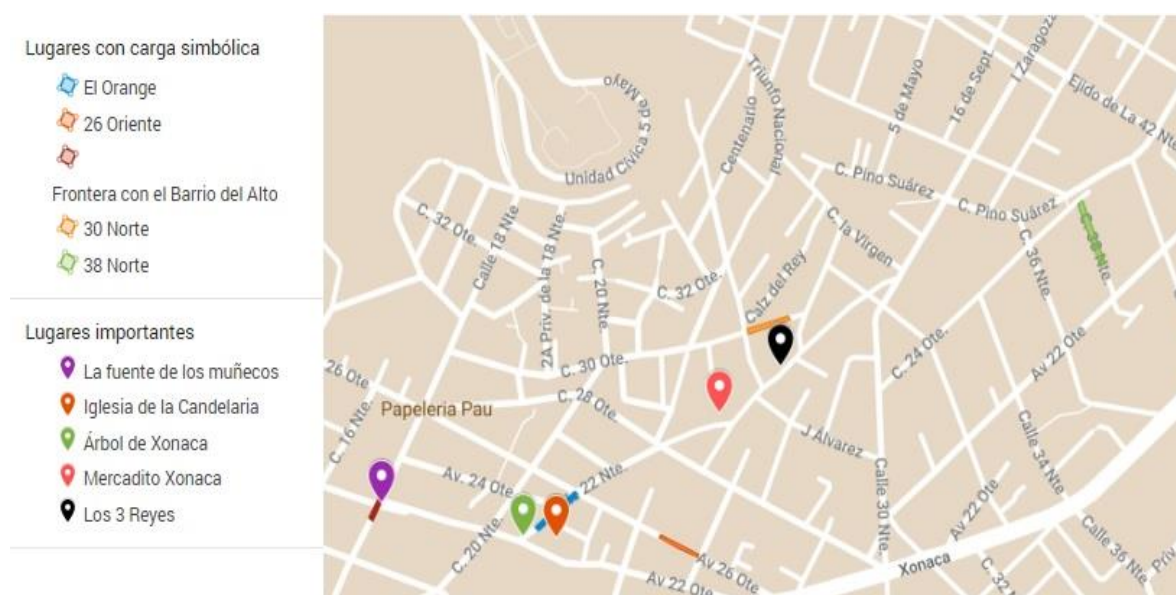 Lugares con carga simbólica
El Orange
26 Oriente
Frontera con el Barrio del Alto
30 Norte
38 Norte
Lugares importantes
La fuente de los muñecos
Iglesia de la Candelaria
Árbol de Xonaca
Mercadito Xonaca
Los 3 Reyes
Unidad Cívica 5 de Mayo
Centenario
Triunfo Nacional
5 de Mayo
16 de Sept.
I Zaragoza
Ejido de La 42 Nte.
C. Pino Suárez
C. Pino Suárez
C. la Virgen
C. 32 Ote.
Calle 18 Nte
2A Priv. de la 18 Nte.
C. 20 Nte.
C. 32 Ote.
Calz del Rey
C. 36 Nte.
C. 38 Nte.
C. 30 Ote.
C. 24 Ote.
Av 22 Ote
26 Ote.
Papeleria Pau
C. 28 Ote.
C. 16 Nte.
J Álvarez
Calle 34 Nte
Av. 24 Ote
22 Nte.
Calle 30 Nte
Av 22 Ote
C. 20 Nte.
Av 26 Ote
Av 22 Ote
Xonaca
C. 32 N
Calle 36 Nte.
Priv